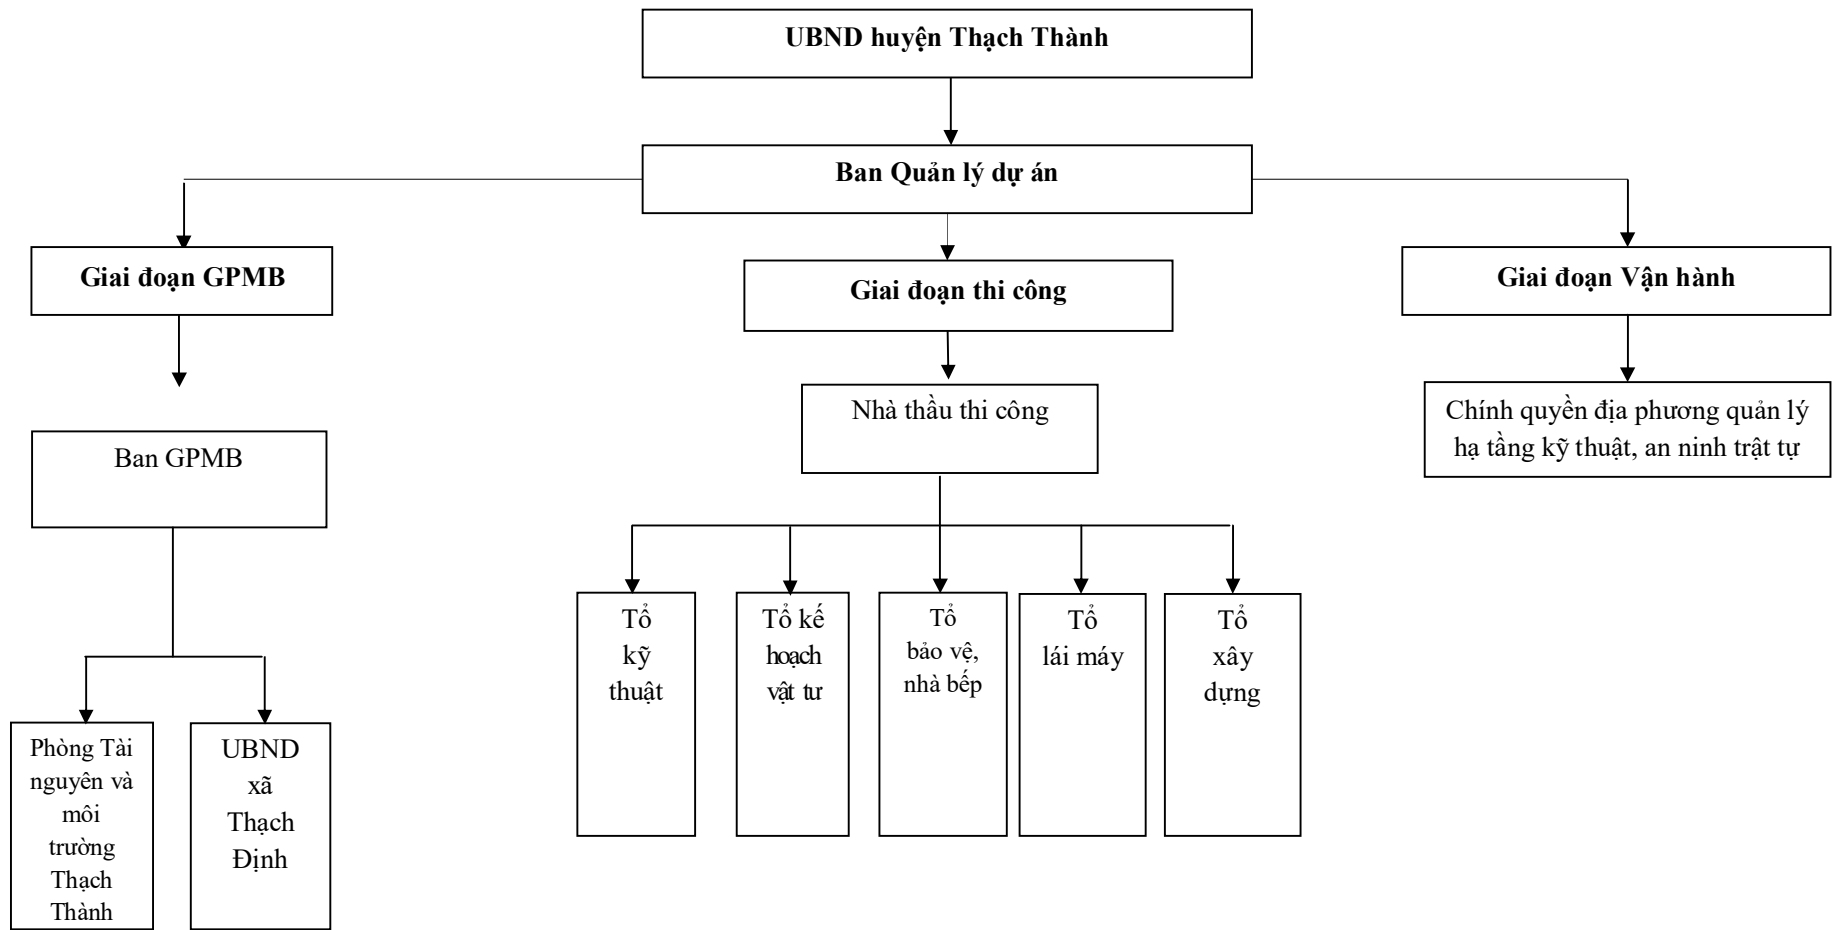 UBND huyện Thạch Thành
Ban Quản lý dự án
Giai đoạn GPMB
Giai đoạn thi công
Giai đoạn Vận hành
Ban GPMB
Nhà thầu thi công
Chính quyền địa phương quản lý
hạ tầng kỹ thuật, an ninh trật tự
Tổ
kỹ
thuật
Tổ kế
hoạch
vật tư
Tổ
bảo vệ,
nhà bếp
Tổ
lái máy
Tổ
xây
dựng
Phòng Tài
nguyên và
môi
trường
Thạch
Thành
UBND
xã
Thạch
Định